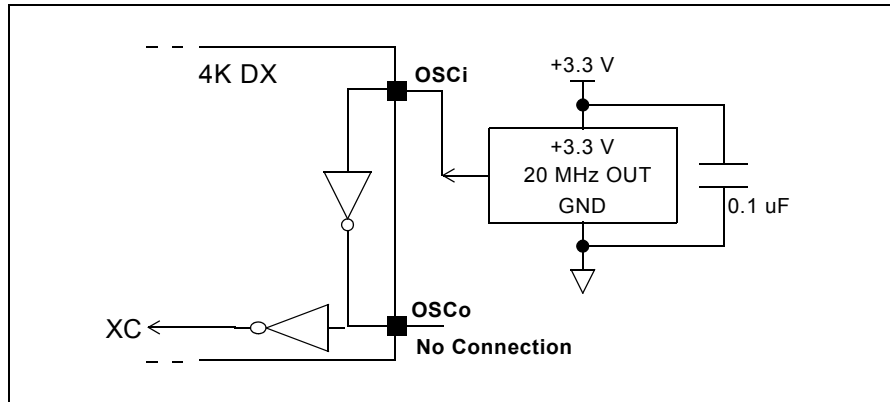 4K DX
OSCi
+3.3 V
+3.3 V
20 MHz OUT
GND
0.1 uF
OSCo
XC
No Connection